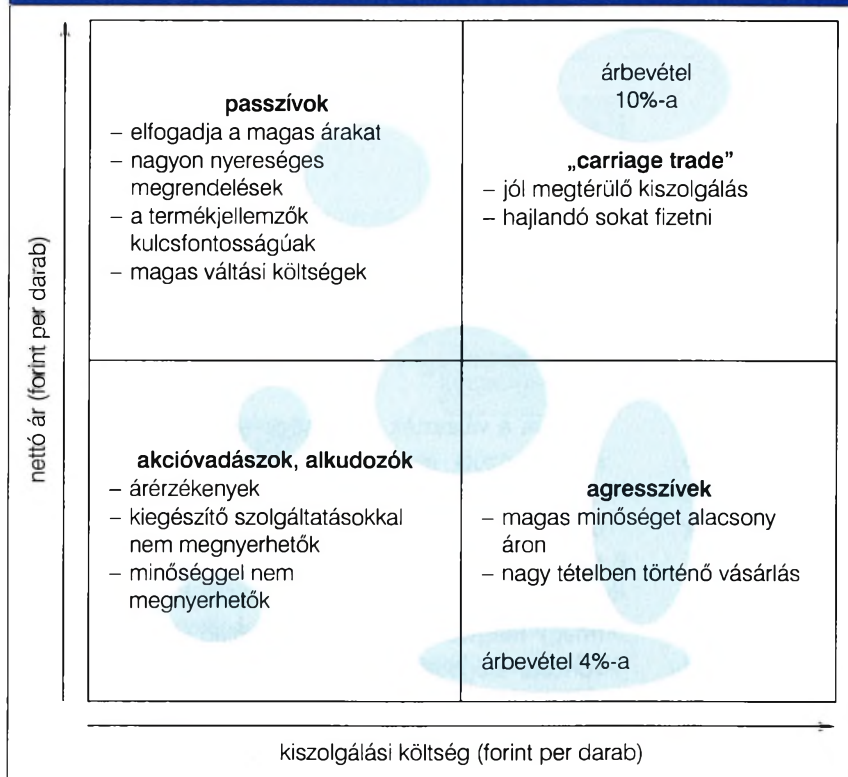 nettó ár (forint per darab)
passzívok
– elfogadja a magas árakat
– nagyon nyereséges
megrendelések
– a termékjellemzők
kulcsfontosságúak
– magas váltási költségek
árbevétel
10%-a
„carriage trade”
– jól megtérülő kiszolgálás
– hajlandó sokat fizetni
akcióvadászok, alkudozók
– árérzékenyek
– kiegészítő szolgáltatásokkal
nem megnyerhetők
– minőséggel nem
megnyerhetők
agresszívek
– magas minőséget alacsony
áron
– nagy tételben történő vásárlás
árbevétel 4%-a
kiszolgálási költség (forint per darab)